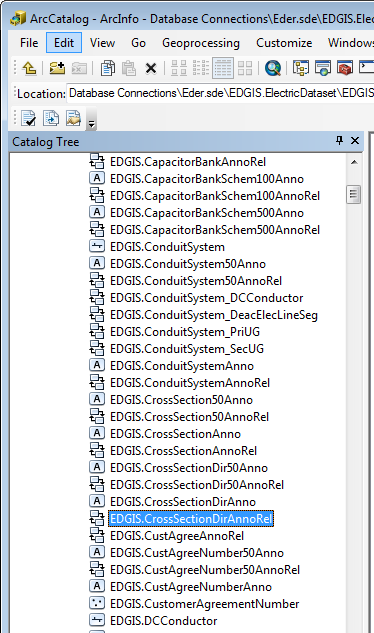 ArcCatalog - ArcInfo - Database Connections\Eder.sde\EDGIS.Ele
File Edit View Go Geoprocessing Customize Windows
Location: Database Connections\Eder.sde\EDGIS.ElectricDataset\EDGIS
Catalog Tree
EDGIS.CapacitorBankAnnoRel
A EDGIS.CapacitorBankSchem100Anno
EDGIS.CapacitorBankSchem100AnnoRel
A EDGIS.CapacitorBankSchem500Anno
EDGIS.CapacitorBankSchem500AnnoRel
EDGIS.ConduitSystem
A EDGIS.ConduitSystem50Anno
EDGIS.ConduitSystem50AnnoRel
EDGIS.ConduitSystem_DCConductor
EDGIS.ConduitSystem_DeacElecLineSeg
EDGIS.ConduitSystem_PriUG
EDGIS.ConduitSystem_SecUG
A EDGIS.ConduitSystemAnno
EDGIS.ConduitSystemAnnoRel
A EDGIS.CrossSection50Anno
EDGIS.CrossSection50AnnoRel
A EDGIS.CrossSectionAnno
EDGIS.CrossSectionAnnoRel
A EDGIS.CrossSectionDir50Anno
EDGIS.CrossSectionDir50AnnoRel
A EDGIS.CrossSectionDirAnno
EDGIS.CrossSectionDirAnnoRel
EDGIS.CustAgreeAnnoRel
A EDGIS.CustAgreeNumber50Anno
EDGIS.CustAgreeNumber50AnnoRel
A EDGIS.CustAgreeNumberAnno
EDGIS.CustomerAgreementNumber
EDGIS.DCConductor